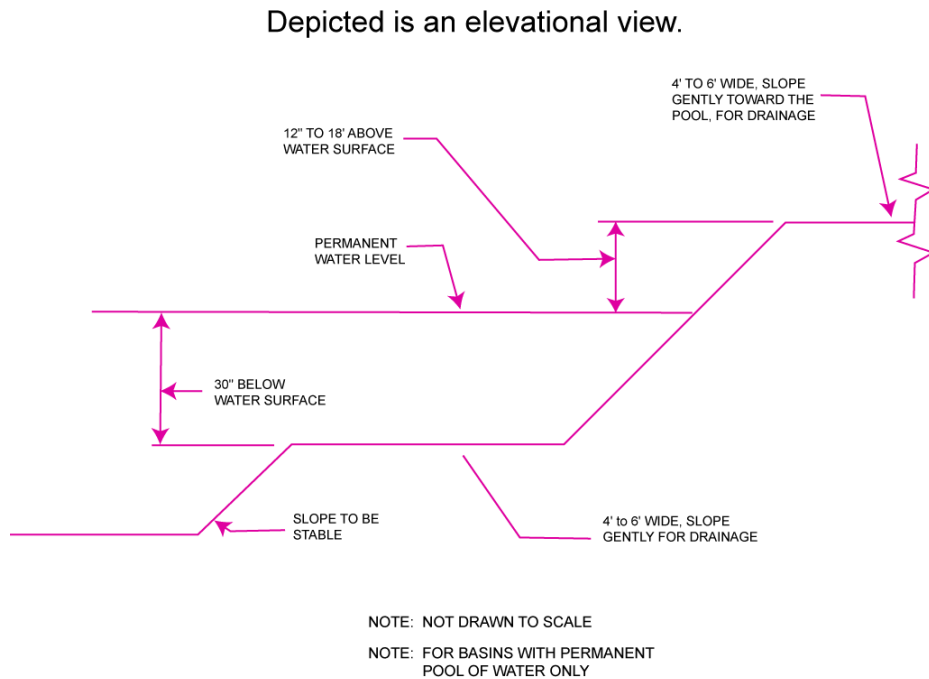 Depicted is an elevational view.
4' TO 6' WIDE, SLOPE
GENTLY TOWARD THE
POOL, FOR DRAINAGE
12" TO 18' ABOVE
WATER SURFACE
PERMANENT
WATER LEVEL
30" BELOW
WATER SURFACE
SLOPE TO BE
STABLE
4' to 6' WIDE, SLOPE
GENTLY FOR DRAINAGE
NOTE: NOT DRAWN TO SCALE
NOTE: FOR BASINS WITH PERMANENT
POOL OF WATER ONLY